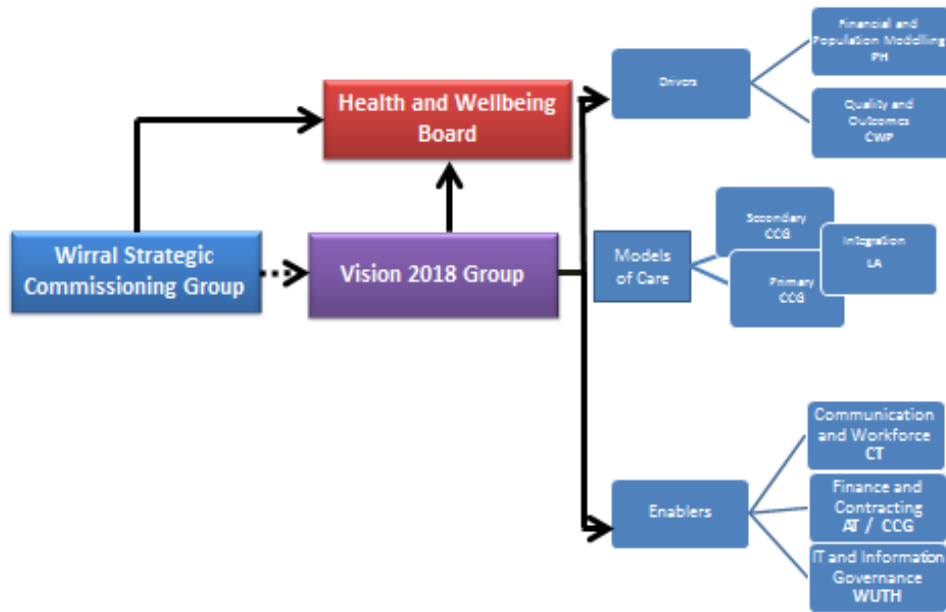 Health and Wellbeing
Board
Wirral Strategic
Commissioning Group
Vision 2018 Group
Drivers
Financial and
Population Modelling
PH
Quality and
Outcomes
CWP
Models
of Care
Secondary
CCG
Primary
CCG
Integration
LA
Enablers
Communication
and Workforce
CT
Finance and
Contracting
AT / CCG
IT and Information
Governance
WUTH